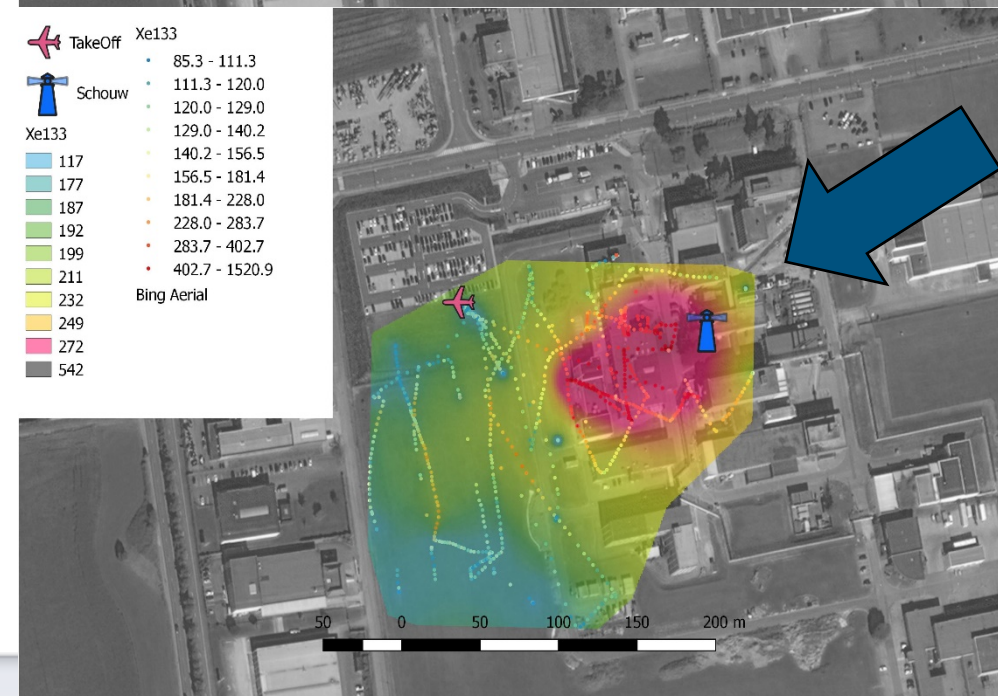 TakeOff
Schouw
Xe133
117
177
187
192
199
211
232
249
272
542
Xe133
85.3 - 111.3
111.3 - 120.0
120.0 - 129.0
129.0 - 140.2
140.2 - 156.5
156.5 - 181.4
181.4 - 228.0
228.0 - 283.7
283.7 - 402.7
402.7 - 1520.9
Bing Aerial
50 0 50 100 150 200 m